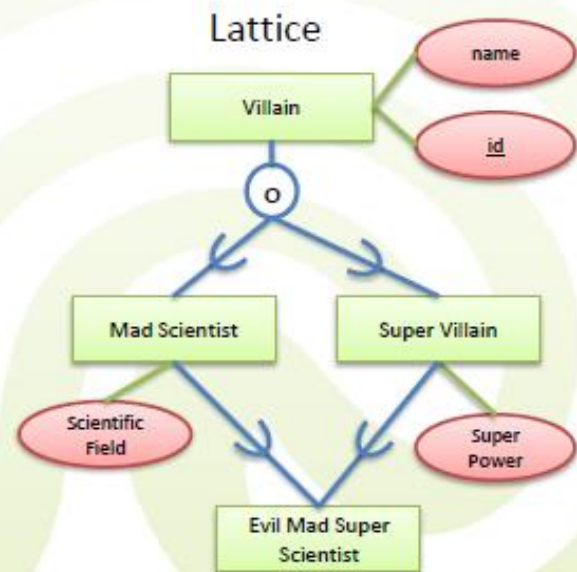 Lattice
name
Villain
id
o
Mad Scientist
Super Villain
Scientific
Field
Super
Power
Evil Mad Super
Scientist